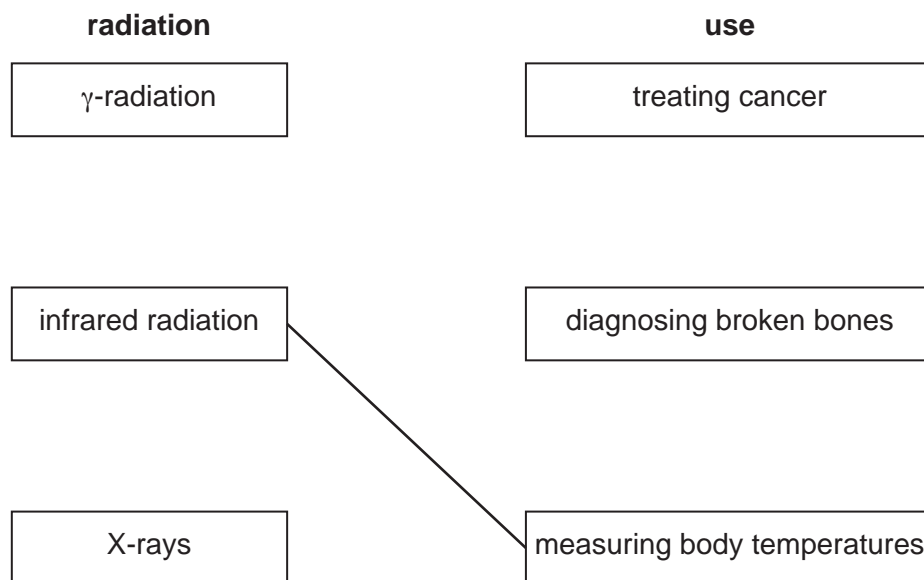 radiation use
γ-radiation treating cancer
infrared radiation diagnosing broken bones
X-rays measuring body temperatures